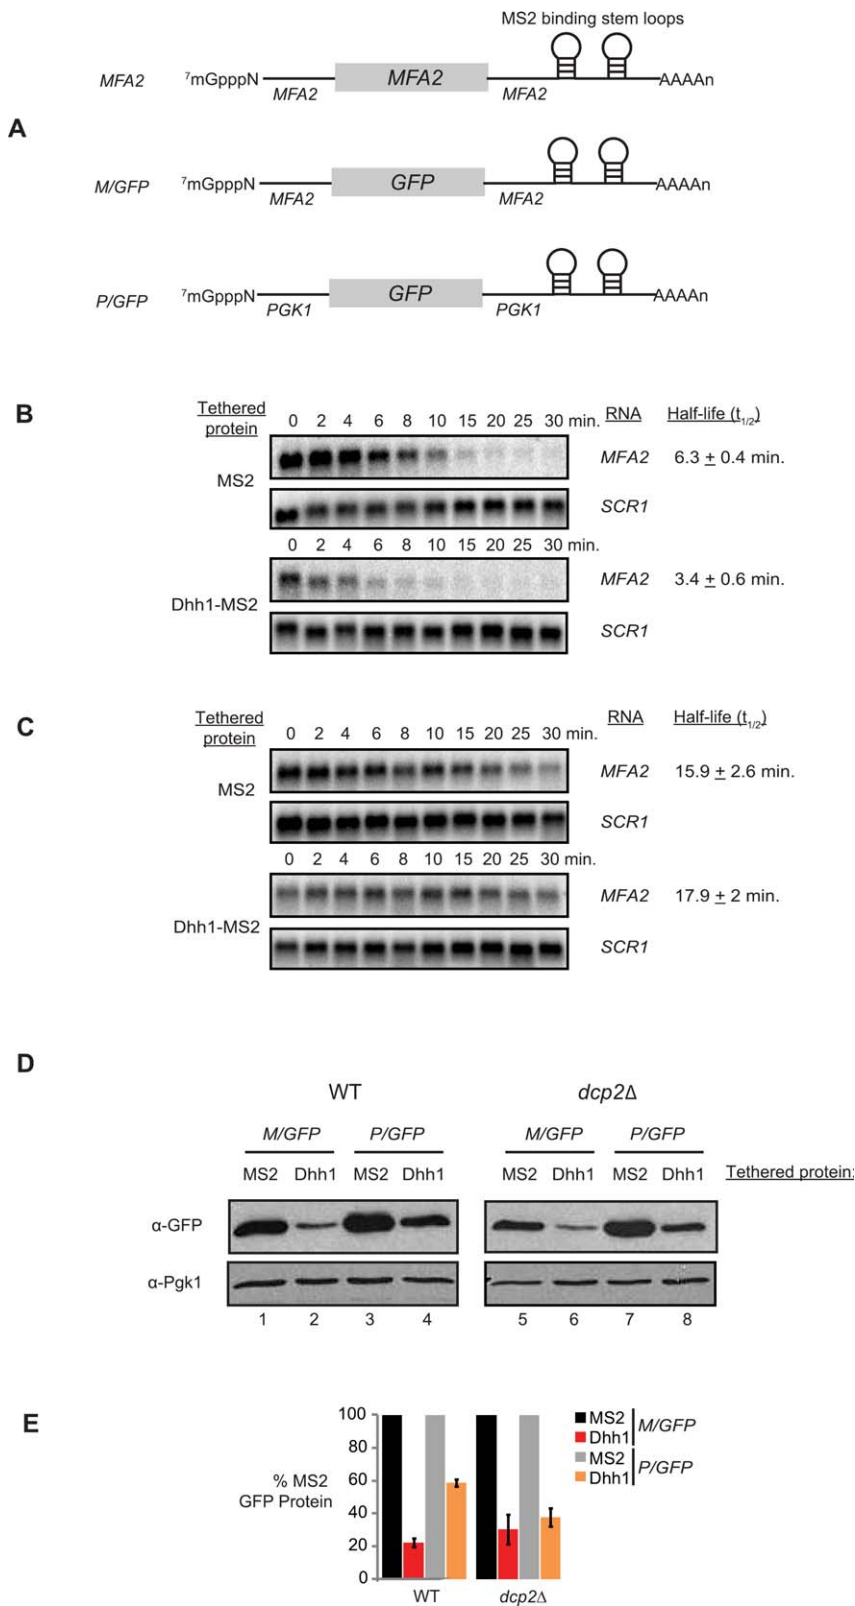 MS2 binding stem loops
A
MFA2 ⁷mGpppN MFA2 MFA2 MFA2 AAAAn
M/GFP ⁷mGpppN MFA2 GFP MFA2 AAAAn
P/GFP ⁷mGpppN PGK1 GFP PGK1 AAAAn
B
Tethered protein 0 2 4 6 8 10 15 20 25 30 min. RNA Half-life (t1/2)
MS2 MFA2 6.3 ± 0.4 min.
SCR1
0 2 4 6 8 10 15 20 25 30 min.
Dhh1-MS2 MFA2 3.4 ± 0.6 min.
SCR1
C
Tethered protein 0 2 4 6 8 10 15 20 25 30 min. RNA Half-life (t1/2)
MS2 MFA2 15.9 ± 2.6 min.
SCR1
0 2 4 6 8 10 15 20 25 30 min.
Dhh1-MS2 MFA2 17.9 ± 2 min.
SCR1
D
WT dcp2Δ
M/GFP P/GFP M/GFP P/GFP
MS2 Dhh1 MS2 Dhh1 MS2 Dhh1 MS2 Dhh1 Tethered protein:
α-GFP
α-Pgk1
1 2 3 4 5 6 7 8
E
% MS2
GFP Protein
100
80
60
40
20
0
WT dcp2Δ
MS2
Dhh1
M/GFP
MS2
Dhh1
P/GFP